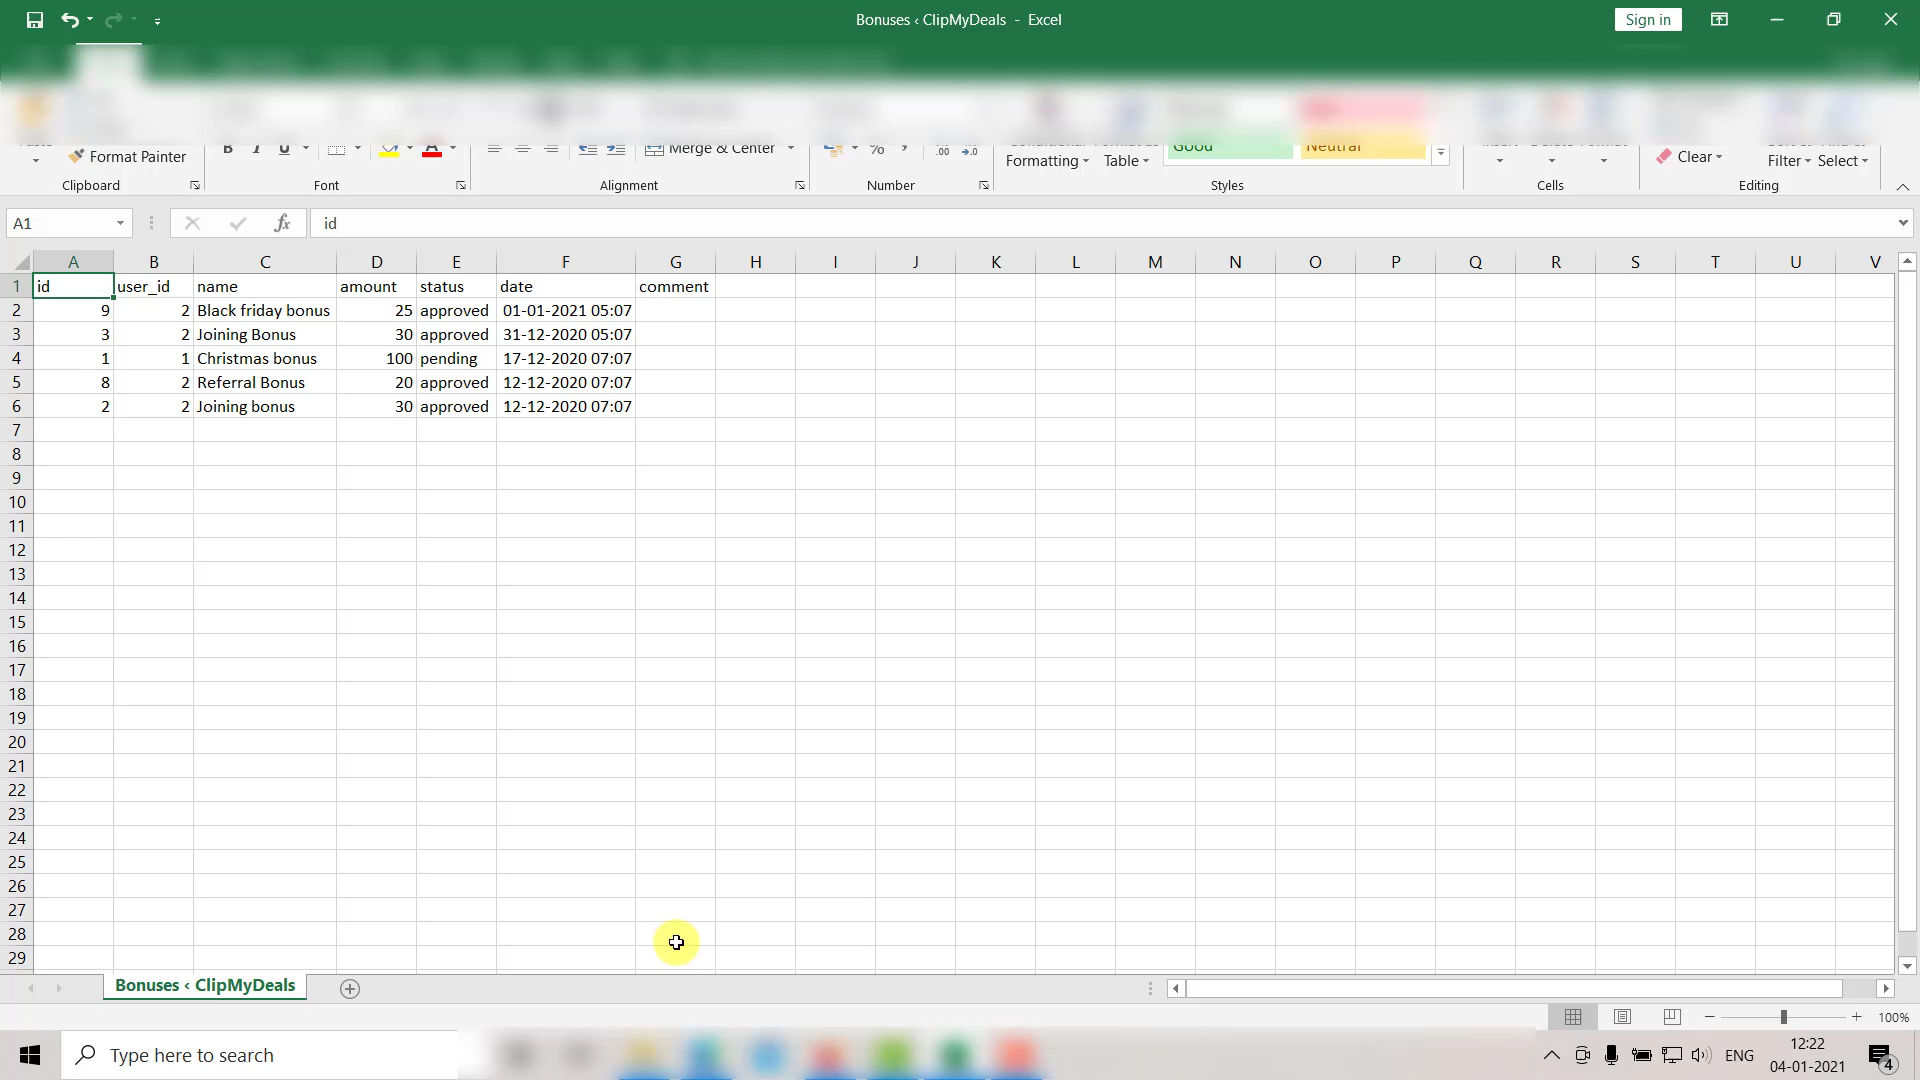 Bonuses ‹ ClipMyDeals - Excel
Sign in
Format Painter
B I U
A
Merge & Center
% ,
.00 →.0
Formatting
Table
Good
Neutral
Clear
Filter
Select
Clipboard
Font
Alignment
Number
Styles
Cells
Editing
A1
fx
id
A B C D E F G H I J K L M N O P Q R S T U V
1 id user_id name amount status date comment
2 9 2 Black friday bonus 25 approved 01-01-2021 05:07
3 3 2 Joining Bonus 30 approved 31-12-2020 05:07
4 1 1 Christmas bonus 100 pending 17-12-2020 07:07
5 8 2 Referral Bonus 20 approved 12-12-2020 07:07
6 2 2 Joining bonus 30 approved 12-12-2020 07:07
7
8
9
10
11
12
13
14
15
16
17
18
19
20
21
22
23
24
25
26
27
28
29
Bonuses ‹ ClipMyDeals
100%
Type here to search
ENG
12:22
04-01-2021
4